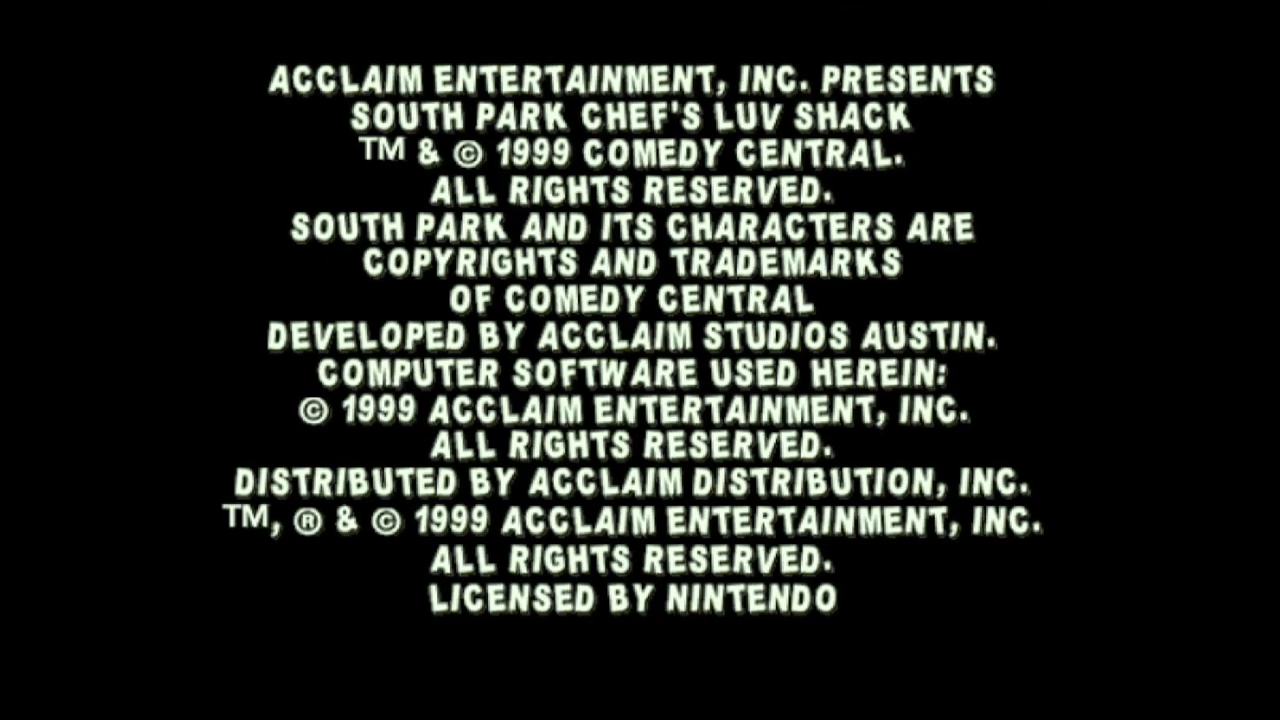 ACCLAIM ENTERTAINMENT, INC. PRESENTS
SOUTH PARK CHEF'S LUV SHACK
™ & © 1999 COMEDY CENTRAL.
ALL RIGHTS RESERVED.
SOUTH PARK AND ITS CHARACTERS ARE
COPYRIGHTS AND TRADEMARKS
OF COMEDY CENTRAL
DEVELOPED BY ACCLAIM STUDIOS AUSTIN.
COMPUTER SOFTWARE USED HEREIN:
© 1999 ACCLAIM ENTERTAINMENT, INC.
ALL RIGHTS RESERVED.
DISTRIBUTED BY ACCLAIM DISTRIBUTION, INC.
™, ® & © 1999 ACCLAIM ENTERTAINMENT, INC.
ALL RIGHTS RESERVED.
LICENSED BY NINTENDO